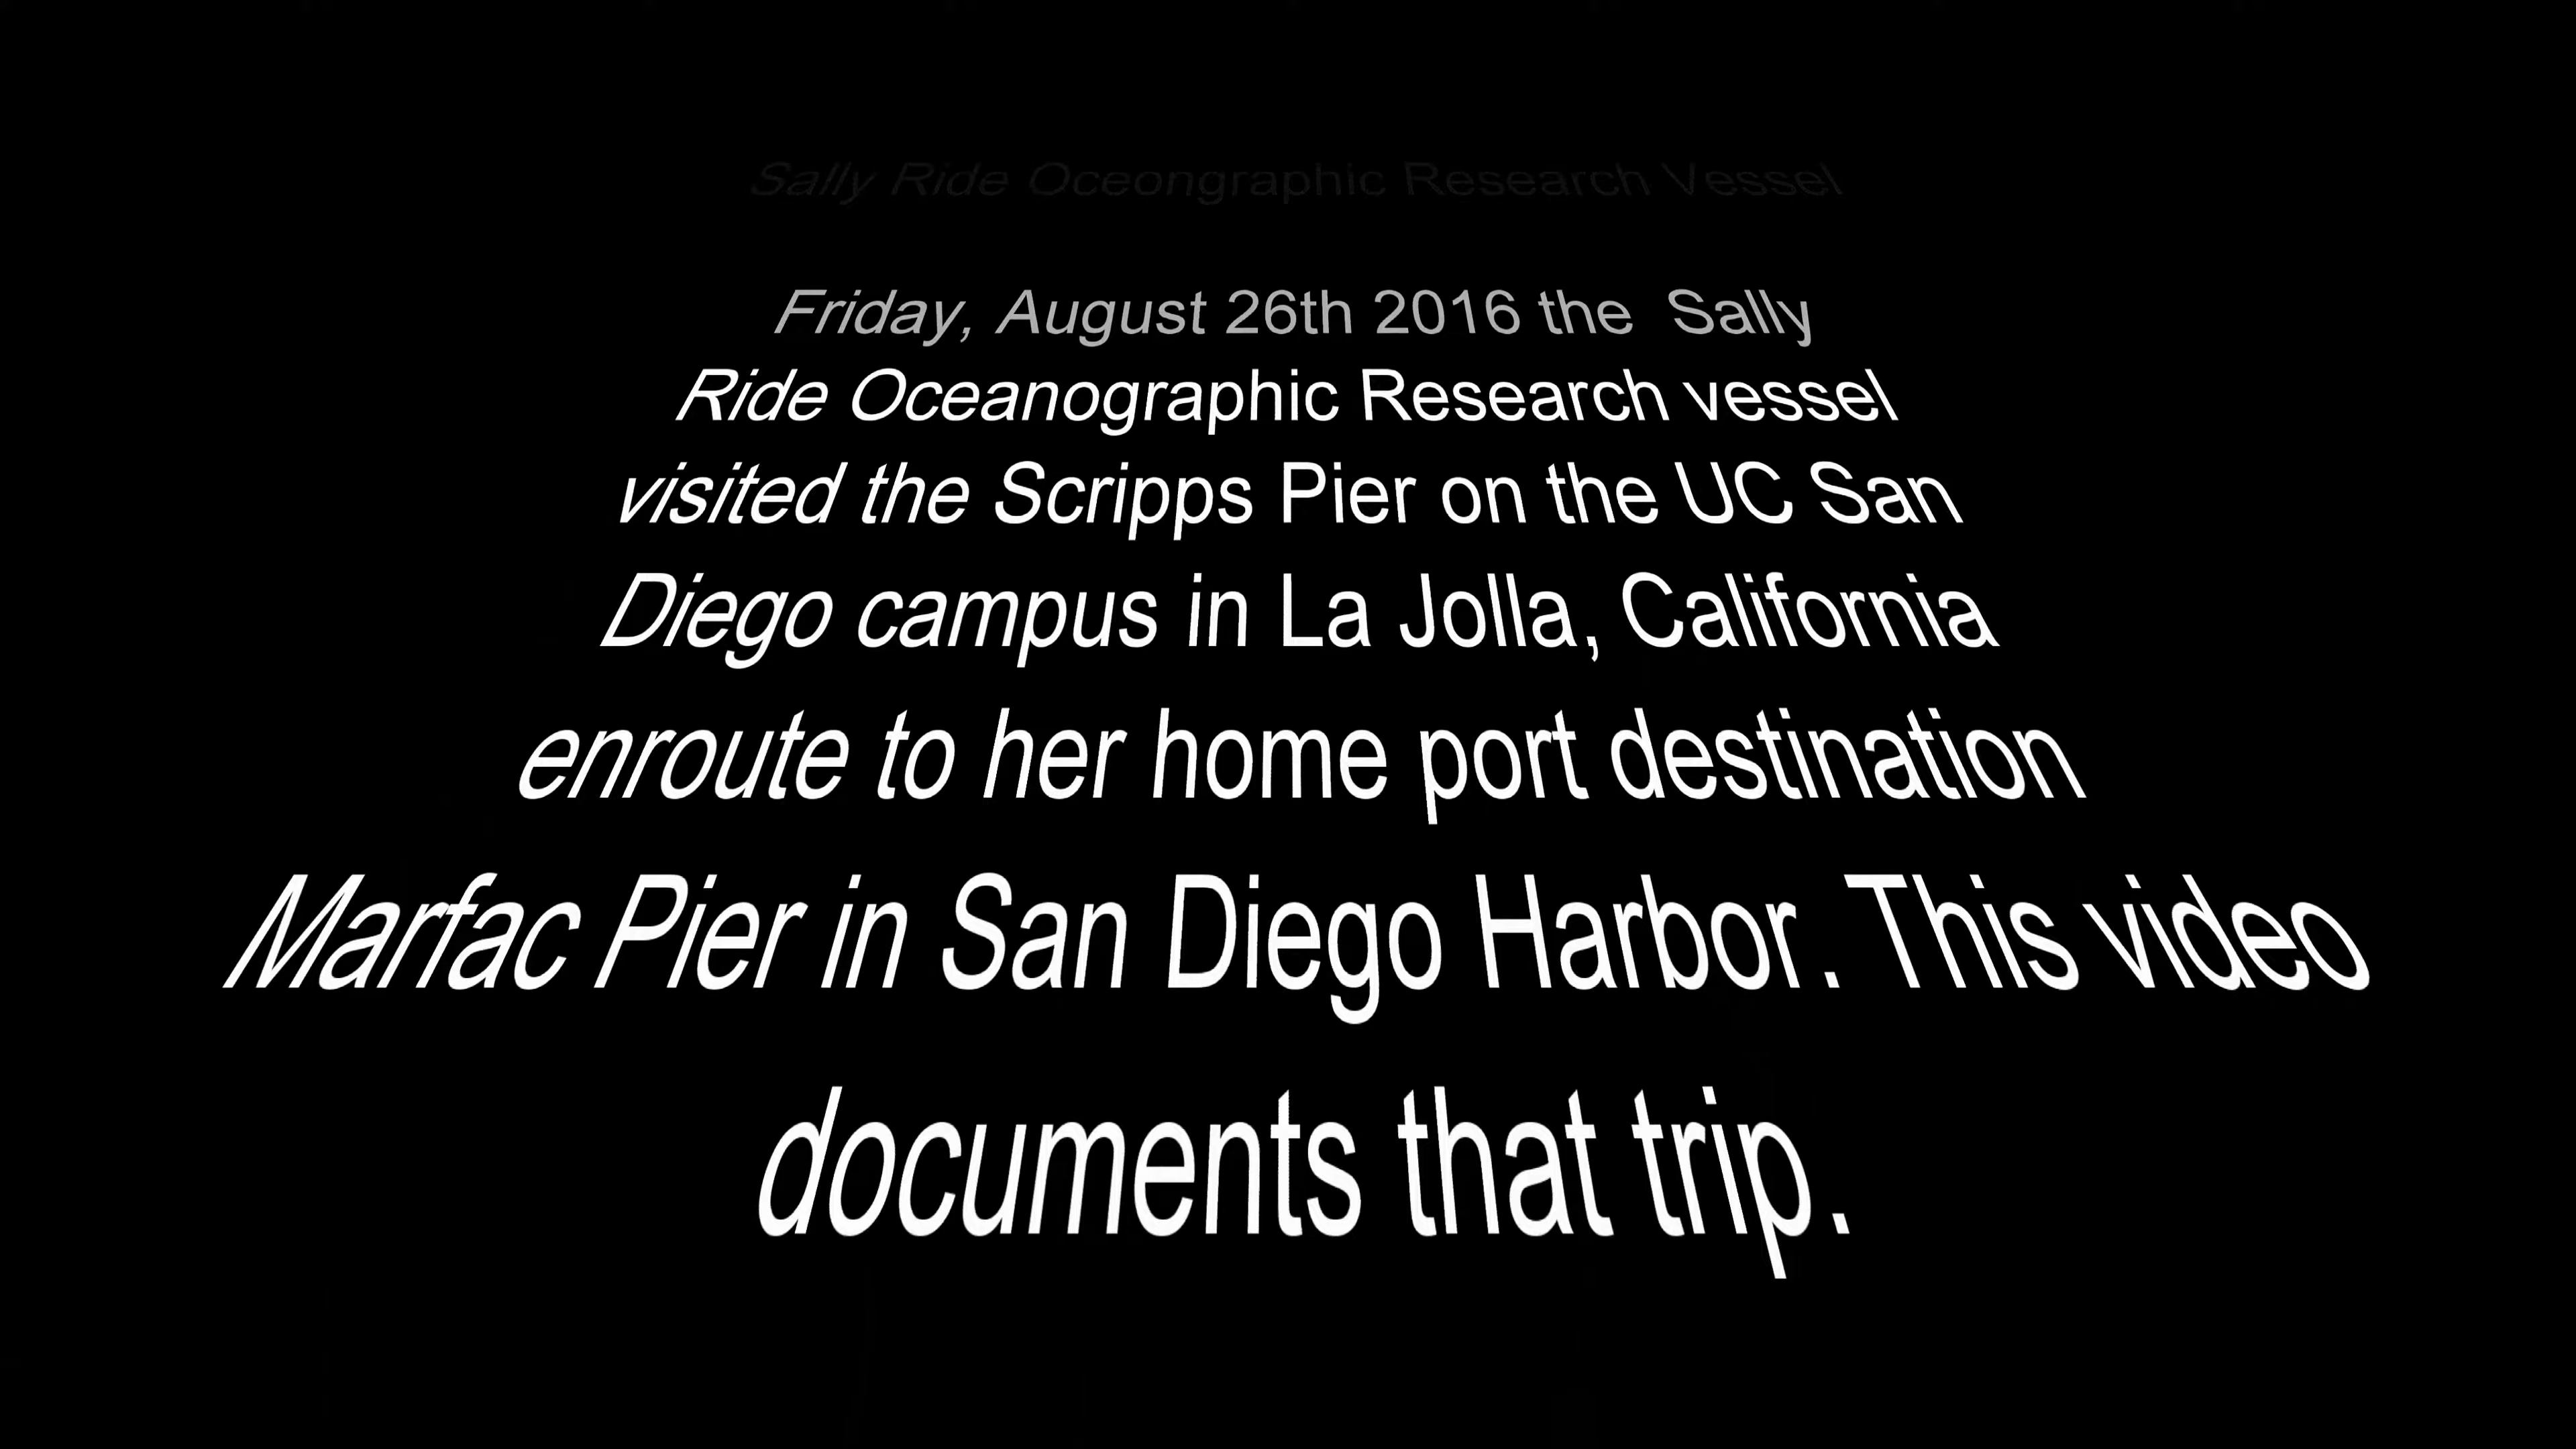 Sally Ride Oceongraphic Research Vessel
Friday, August 26th 2016 the  Sally
Ride Oceanographic Research vessel
visited the Scripps Pier on the UC San
Diego campus in La Jolla, California
enroute to her home port destination
Marfac Pier in San Diego Harbor. This video
documents that trip.